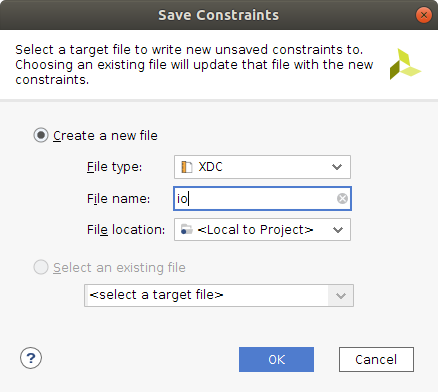 Save Constraints
Select a target file to write new unsaved constraints to.
Choosing an existing file will update that file with the new
constraints.
Create a new file
File type: XDC
File name: io
File location: <Local to Project>
Select an existing file
<select a target file>
? OK Cancel